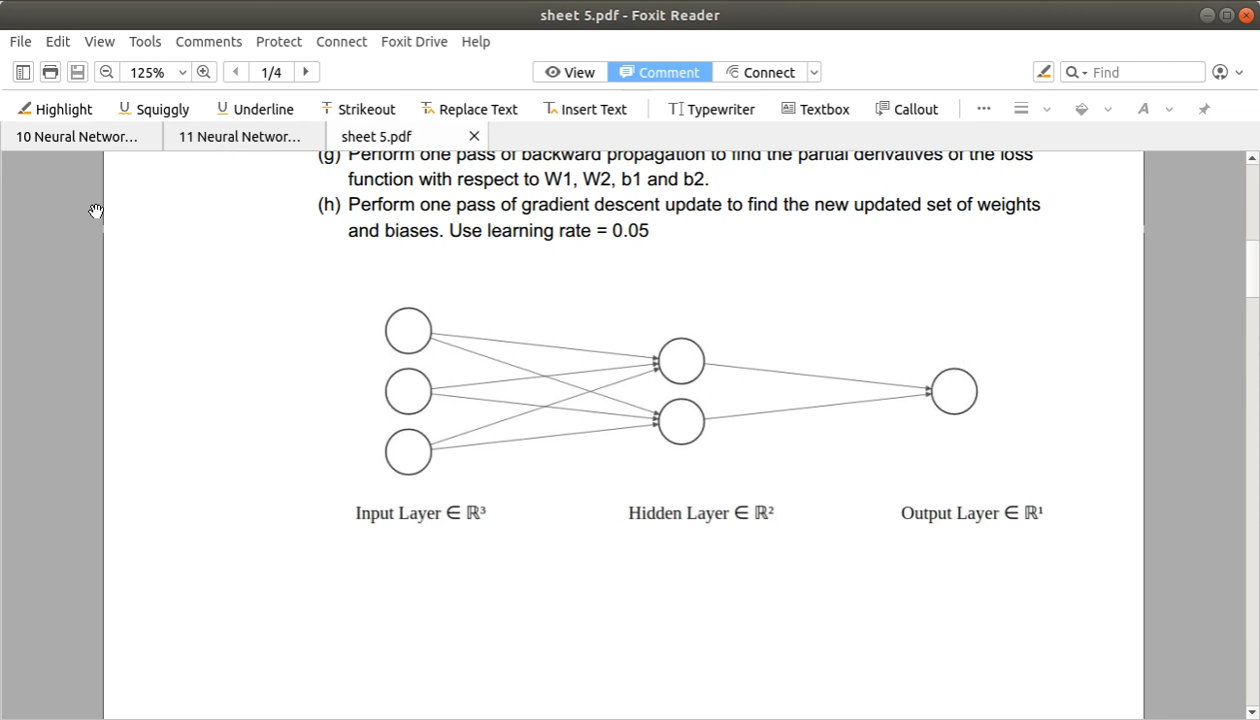 sheet 5.pdf - Foxit Reader
File Edit View Tools Comments Protect Connect Foxit Drive Help
125% 1/4 View Comment Connect Find
Highlight Squiggly Underline Strikeout Replace Text Insert Text Typewriter Textbox Callout ...
10 Neural Networ... 11 Neural Networ... sheet 5.pdf
(g) Perform one pass of backward propagation to find the partial derivatives of the loss
function with respect to W1, W2, b1 and b2.
(h) Perform one pass of gradient descent update to find the new updated set of weights
and biases. Use learning rate = 0.05
Input Layer ∈ ℝ³ Hidden Layer ∈ ℝ² Output Layer ∈ ℝ¹